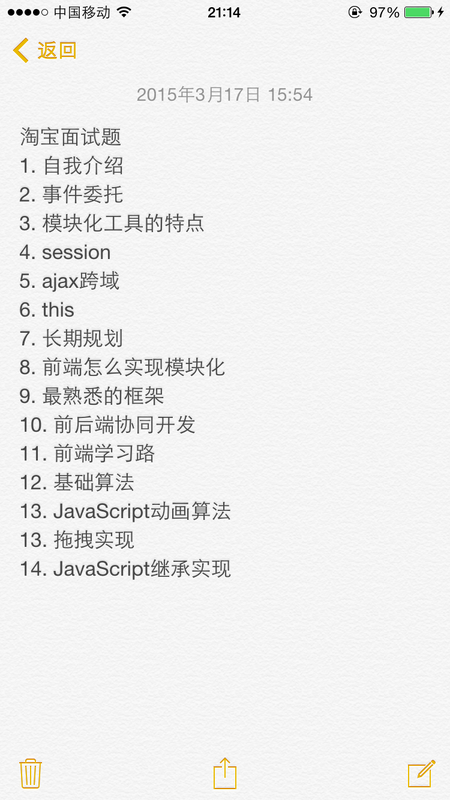 中国移动 21:14 97%
返回
2015年3月17日 15:54
淘宝面试题
1. 自我介绍
2. 事件委托
3. 模块化工具的特点
4. session
5. ajax跨域
6. this
7. 长期规划
8. 前端怎么实现模块化
9. 最熟悉的框架
10. 前后端协同开发
11. 前端学习路
12. 基础算法
13. JavaScript动画算法
13. 拖拽实现
14. JavaScript继承实现